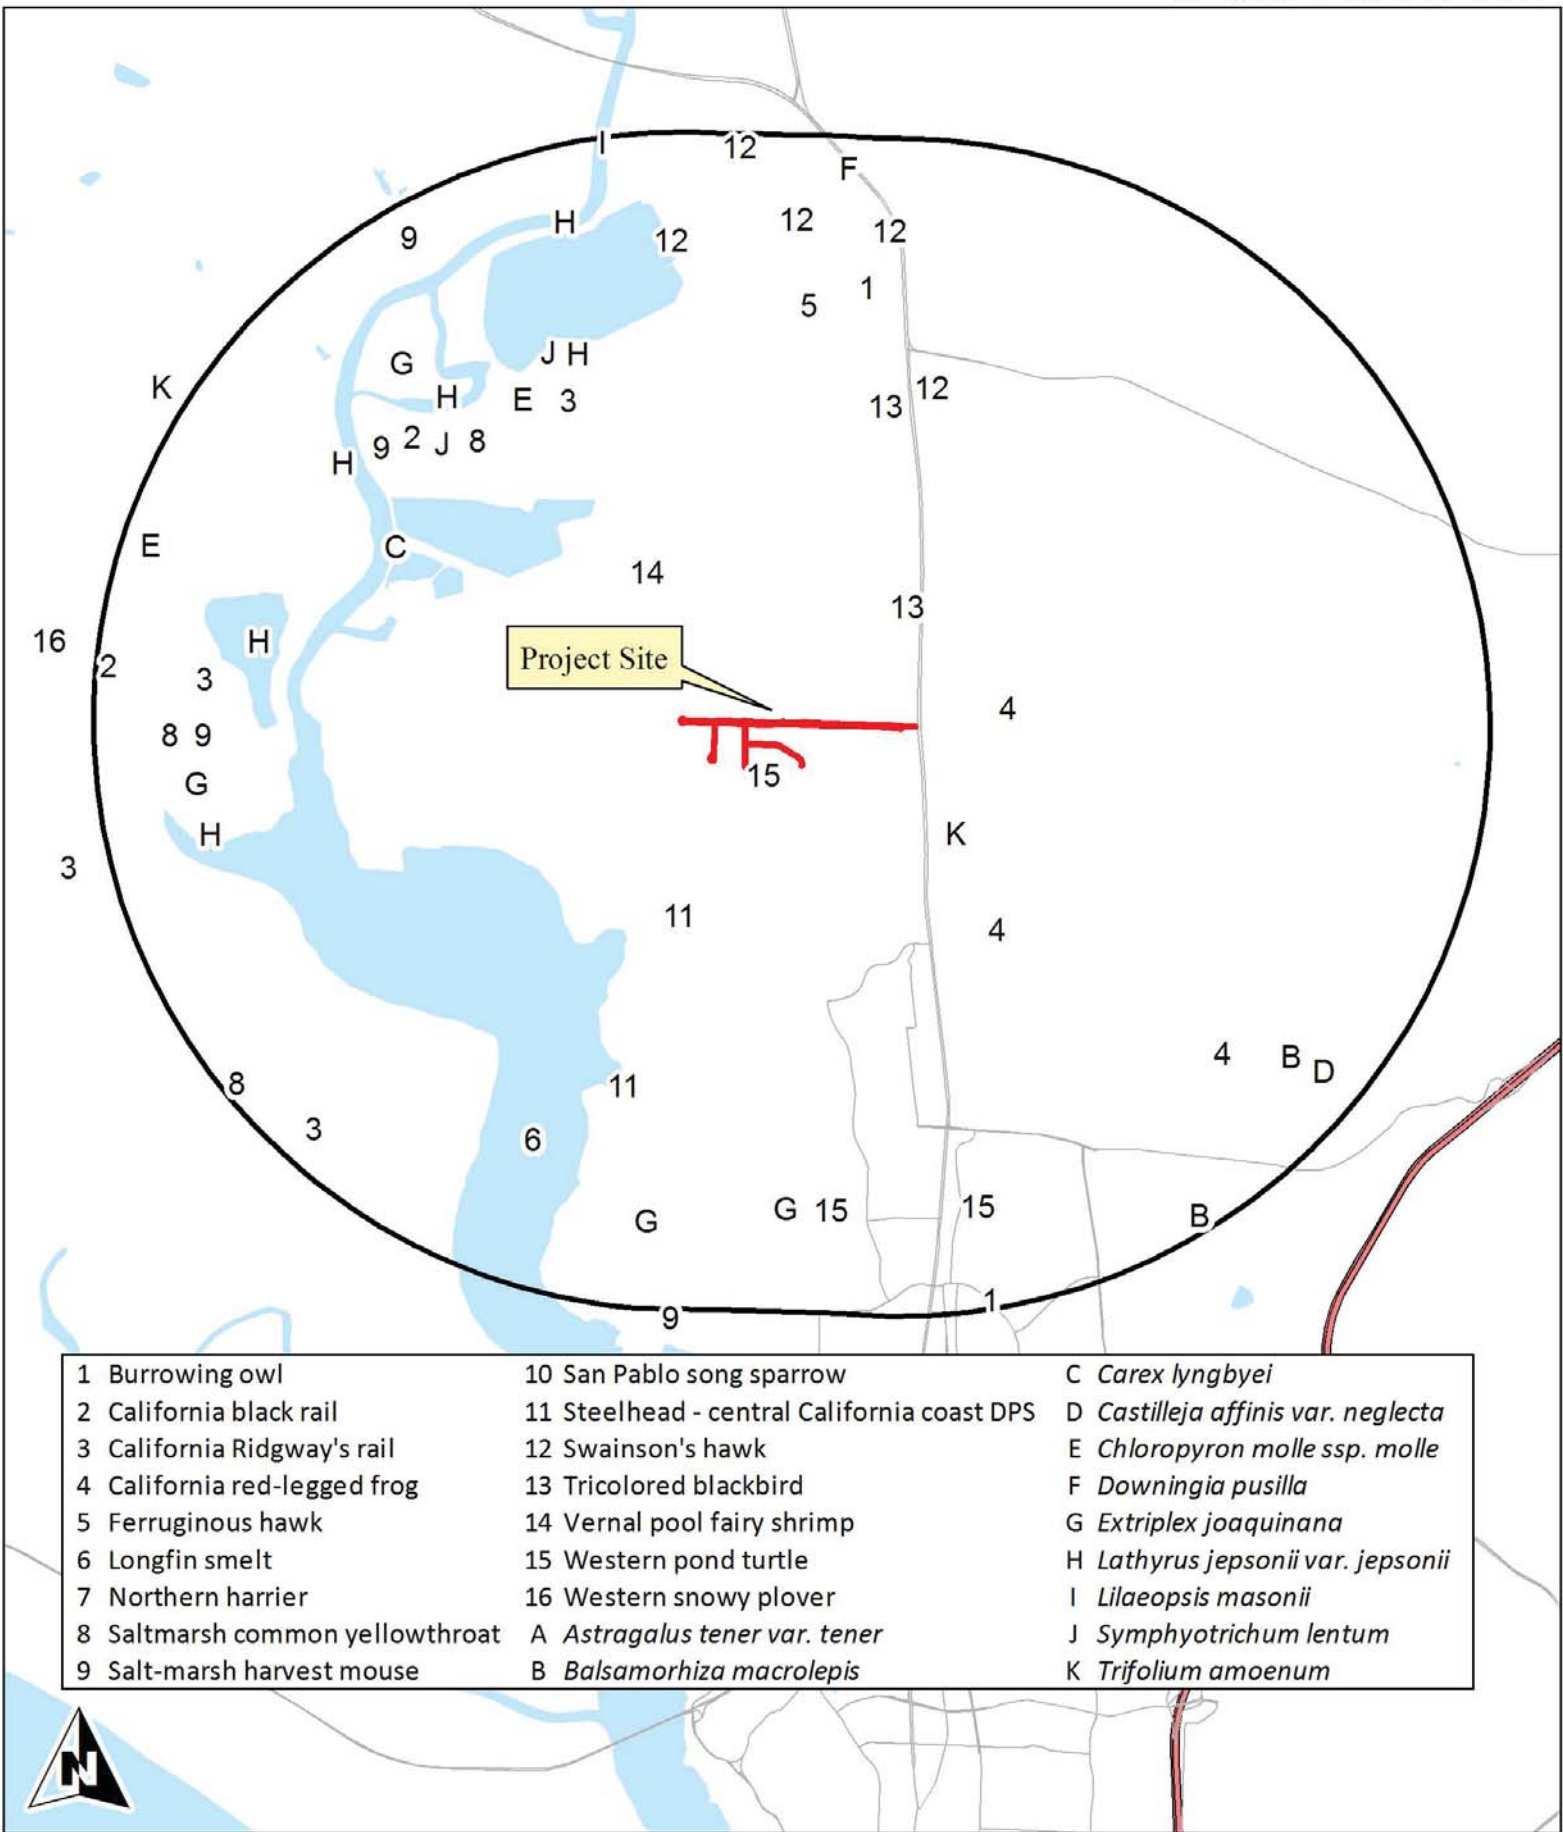 I
12
F
H
12
12
12
9
1
5
J H
G
K
H
E
3
12
13
9
2
J
8
H
E
C
14
13
16
H
Project Site
2
3
4
8
9
15
G
H
K
3
11
4
4
B
D
8
11
3
6
G
G
15
15
B
9
1
1 Burrowing owl
2 California black rail
3 California Ridgway's rail
4 California red-legged frog
5 Ferruginous hawk
6 Longfin smelt
7 Northern harrier
8 Saltmarsh common yellowthroat
9 Salt-marsh harvest mouse
10 San Pablo song sparrow
11 Steelhead - central California coast DPS
12 Swainson's hawk
13 Tricolored blackbird
14 Vernal pool fairy shrimp
15 Western pond turtle
16 Western snowy plover
A Astragalus tener var. tener
B Balsamorhiza macrolepis
C Carex lyngbyei
D Castilleja affinis var. neglecta
E Chloropyron molle ssp. molle
F Downingia pusilla
G Extriplex joaquinana
H Lathyrus jepsonii var. jepsonii
I Lilaeopsis masonii
J Symphyotrichum lentum
K Trifolium amoenum
N